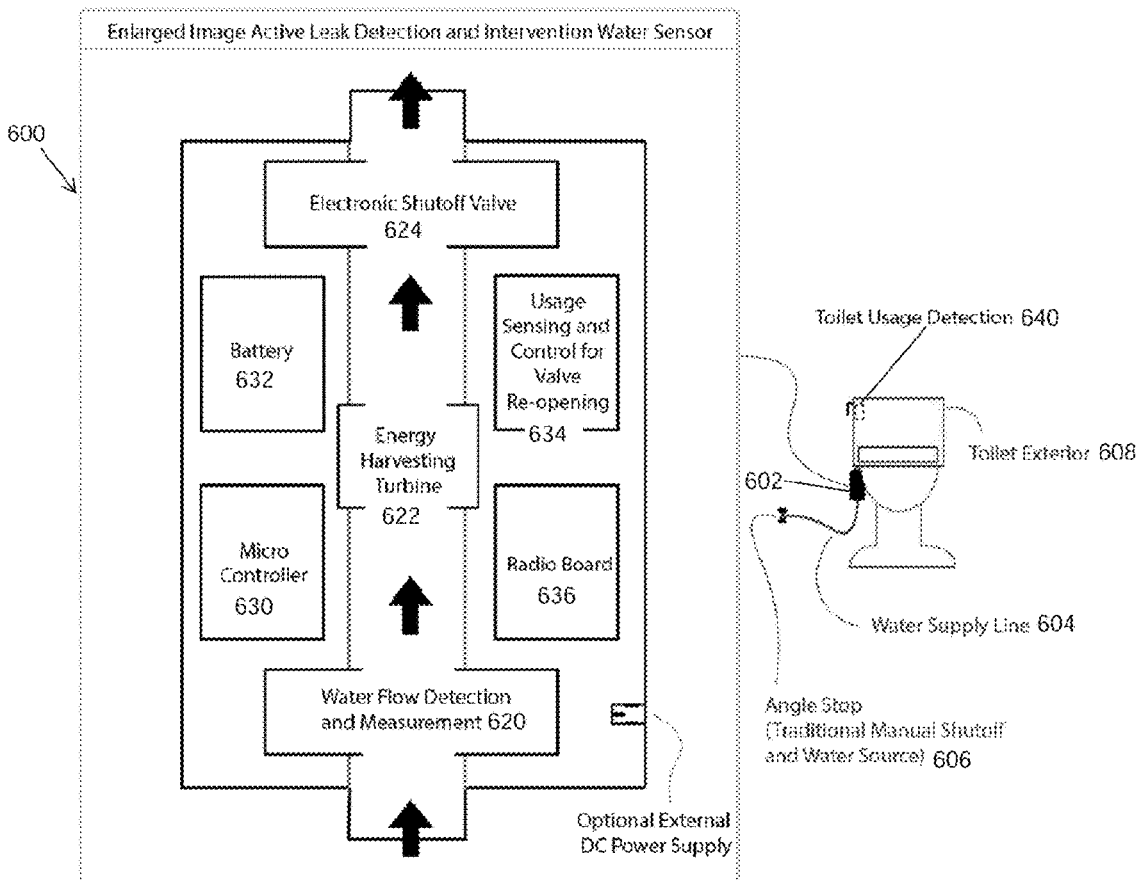 Enlarged Image Active Leak Detection and Intervention Water Sensor
600
Electronic Shutoff Valve
624
Battery
632
Usage
Sensing and
Control for
Valve
Re-opening
634
Energy
Harvesting
Turbine
622
Micro
Controller
630
Radio Board
636
Water Flow Detection
and Measurement 620
Optional External
DC Power Supply
Toilet Usage Detection 640
Toilet Exterior 608
602
Water Supply Line 604
Angle Stop
(Traditional Manual Shutoff
and Water Source) 606